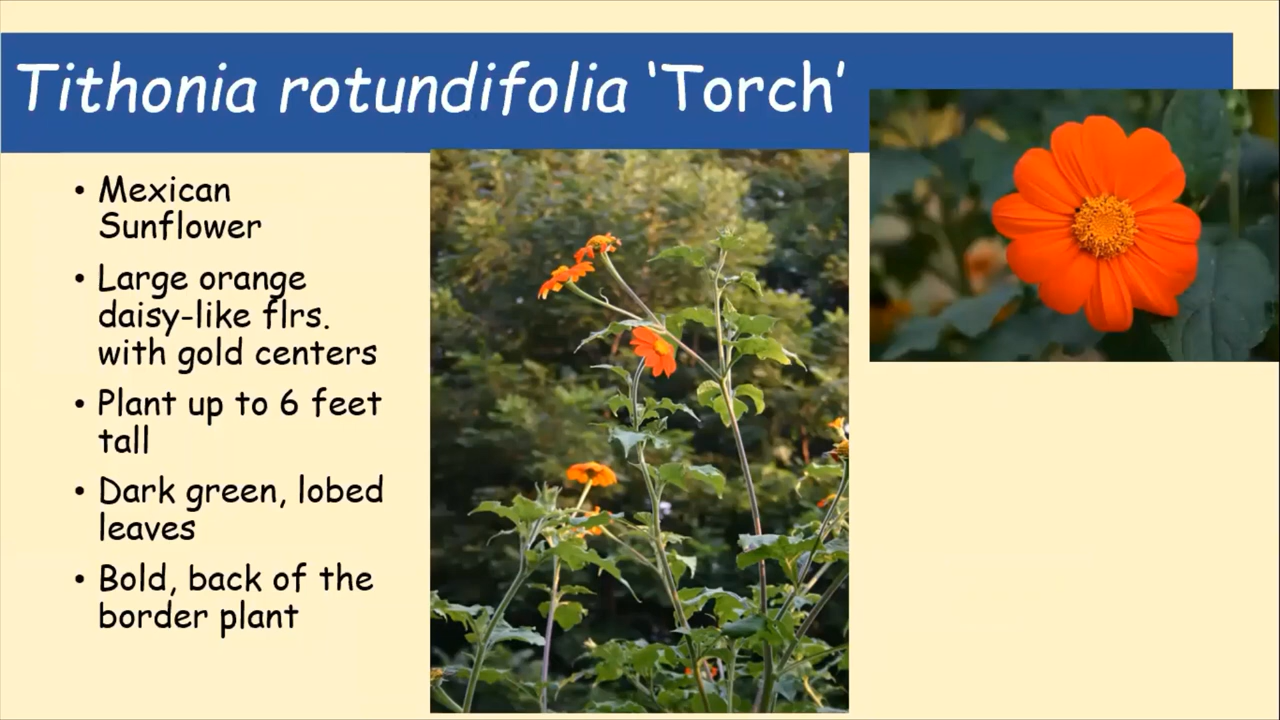 Tithonia rotundifolia ‘Torch’
• Mexican
Sunflower
• Large orange
daisy-like flrs.
with gold centers
• Plant up to 6 feet
tall
• Dark green, lobed
leaves
• Bold, back of the
border plant